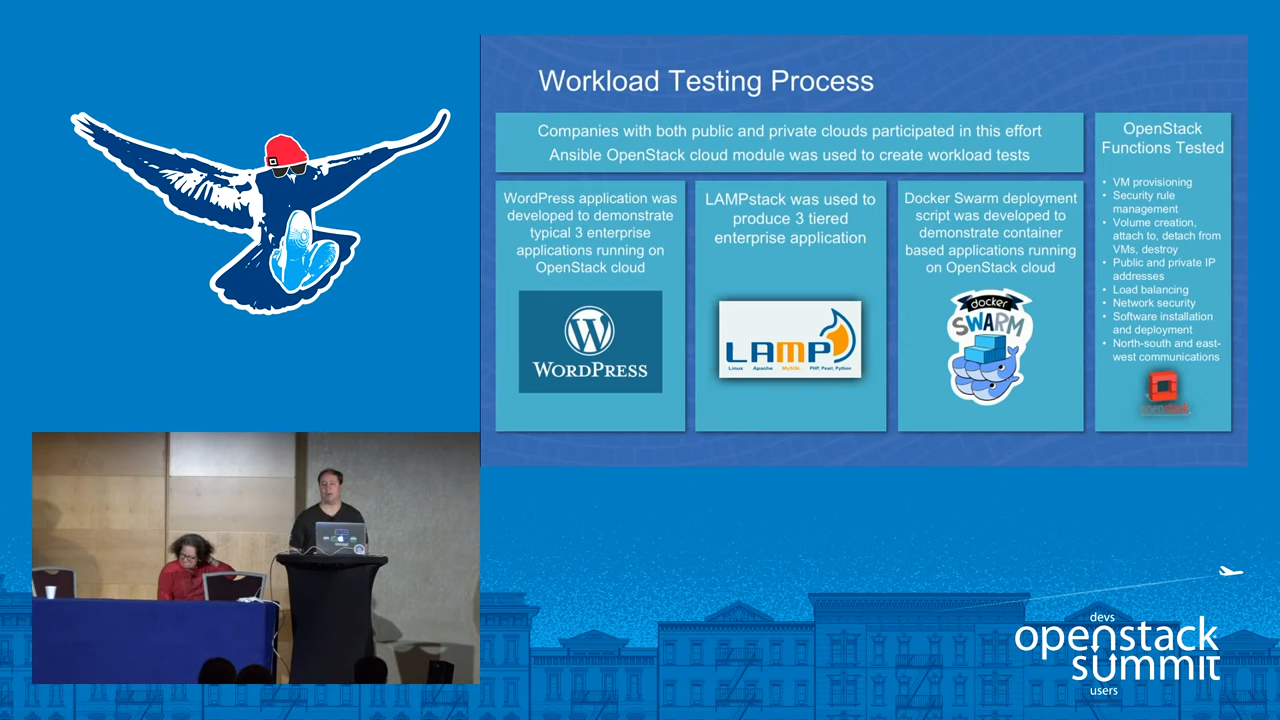 Workload Testing Process
Companies with both public and private clouds participated in this effort
Ansible OpenStack cloud module was used to create workload tests
WordPress application was
developed to demonstrate
typical 3 enterprise
applications running on
OpenStack cloud
WORDPRESS
LAMPstack was used to
produce 3 tiered
enterprise application
LAMP
Linux Apache MySQL PHP, Pearl, Python
Docker Swarm deployment
script was developed to
demonstrate container
based applications running
on OpenStack cloud
docker
SWARM
OpenStack
Functions Tested
• VM provisioning
• Security rule
management
• Volume creation,
attach to, detach from
VMs, destroy
• Public and private IP
addresses
• Load balancing
• Network security
• Software installation
and deployment
• North-south and east-
west communications
openstack
devs
openstack
summit
users